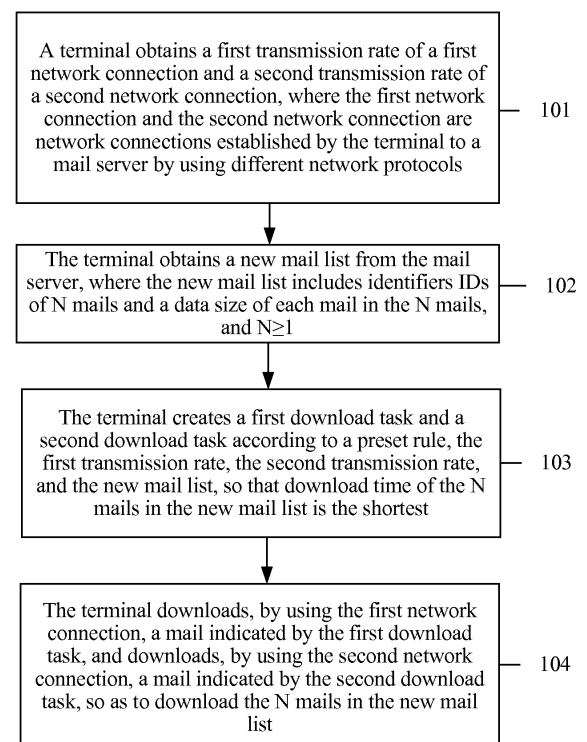 A terminal obtains a first transmission rate of a first
network connection and a second transmission rate of
a second network connection, where the first network
connection and the second network connection are
network connections established by the terminal to a
mail server by using different network protocols
101
The terminal obtains a new mail list from the mail
server, where the new mail list includes identifiers IDs
of N mails and a data size of each mail in the N mails,
and N≥1
102
The terminal creates a first download task and a
second download task according to a preset rule, the
first transmission rate, the second transmission rate,
and the new mail list, so that download time of the N
mails in the new mail list is the shortest
103
The terminal downloads, by using the first network
connection, a mail indicated by the first download
task, and downloads, by using the second network
connection, a mail indicated by the second download
task, so as to download the N mails in the new mail
list
104